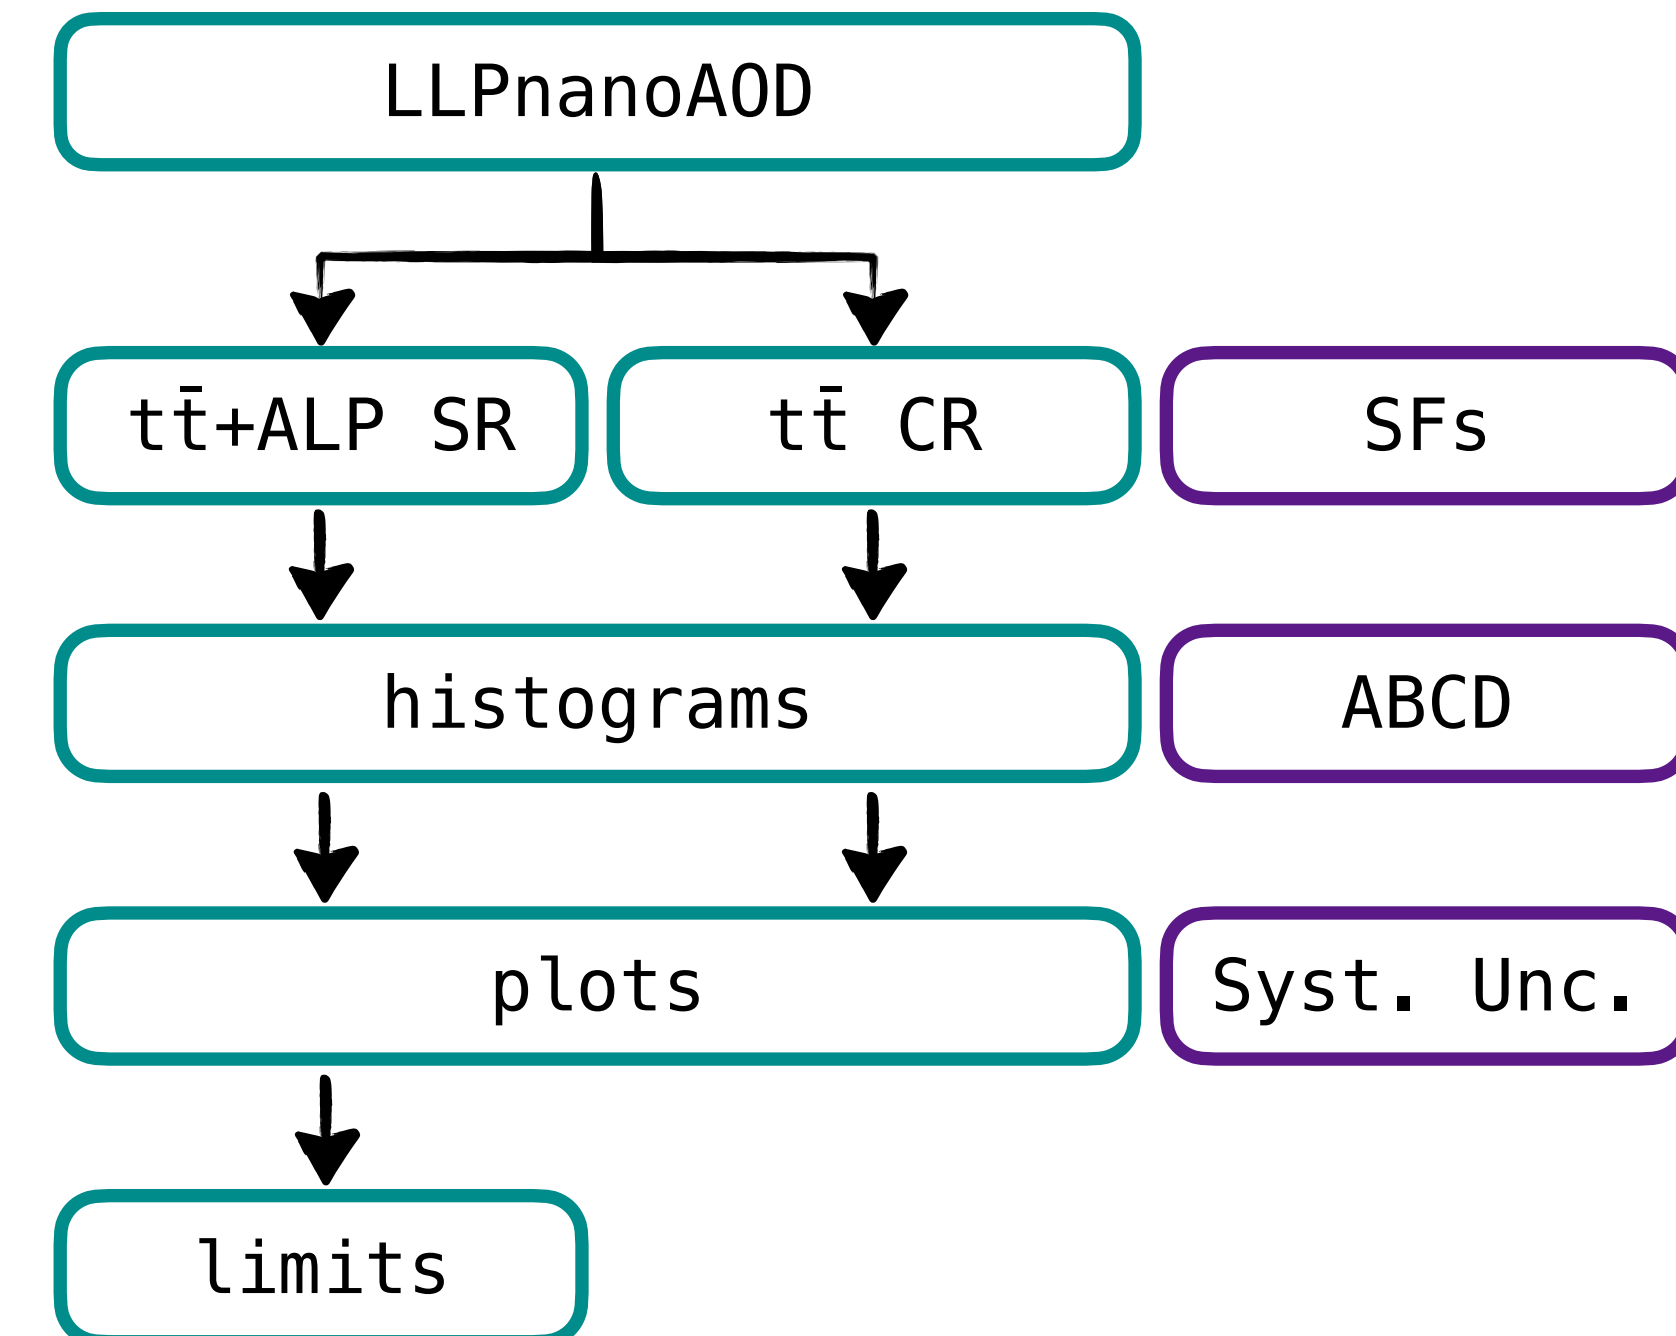 LLPnanoAOD
tt̄+ALP SR
tt̄ CR
SFs
histograms
ABCD
plots
Syst. Unc.
limits